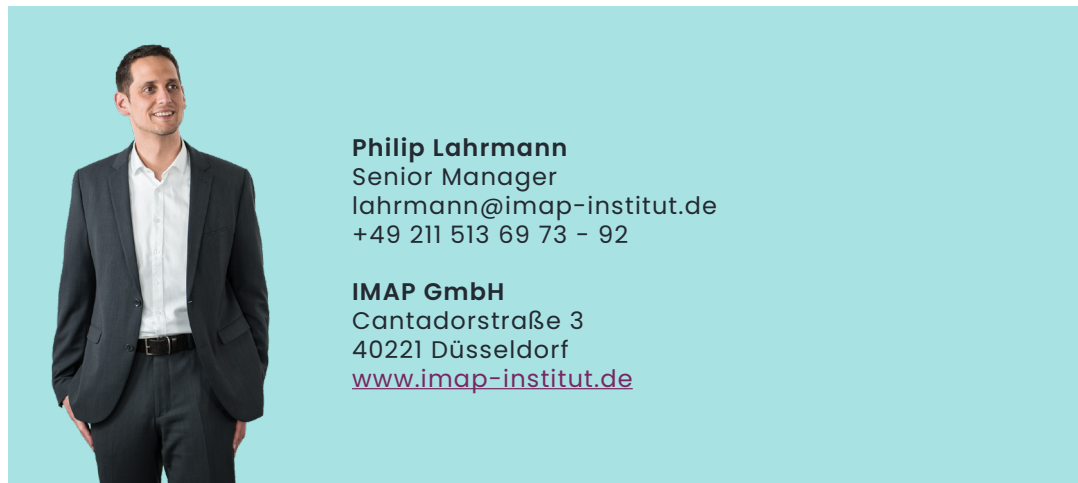 Philip Lahrmann
Senior Manager
lahrmann@imap-institut.de
+49 211 513 69 73 - 92
IMAP GmbH
Cantadorstraße 3
40221 Düsseldorf
www.imap-institut.de